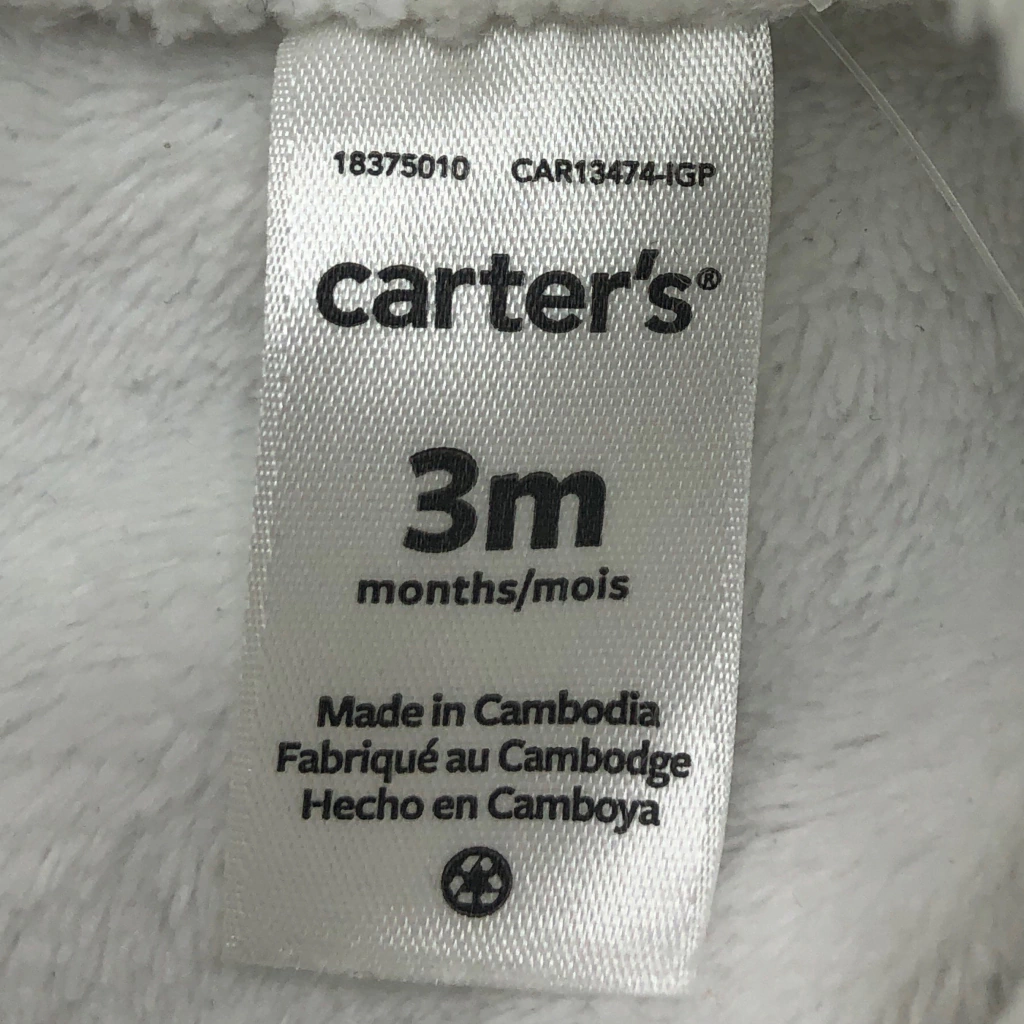 18375010 CAR13474-IGP
carter's®
3m
months/mois
Made in Cambodia
Fabriqué au Cambodge
Hecho en Camboya